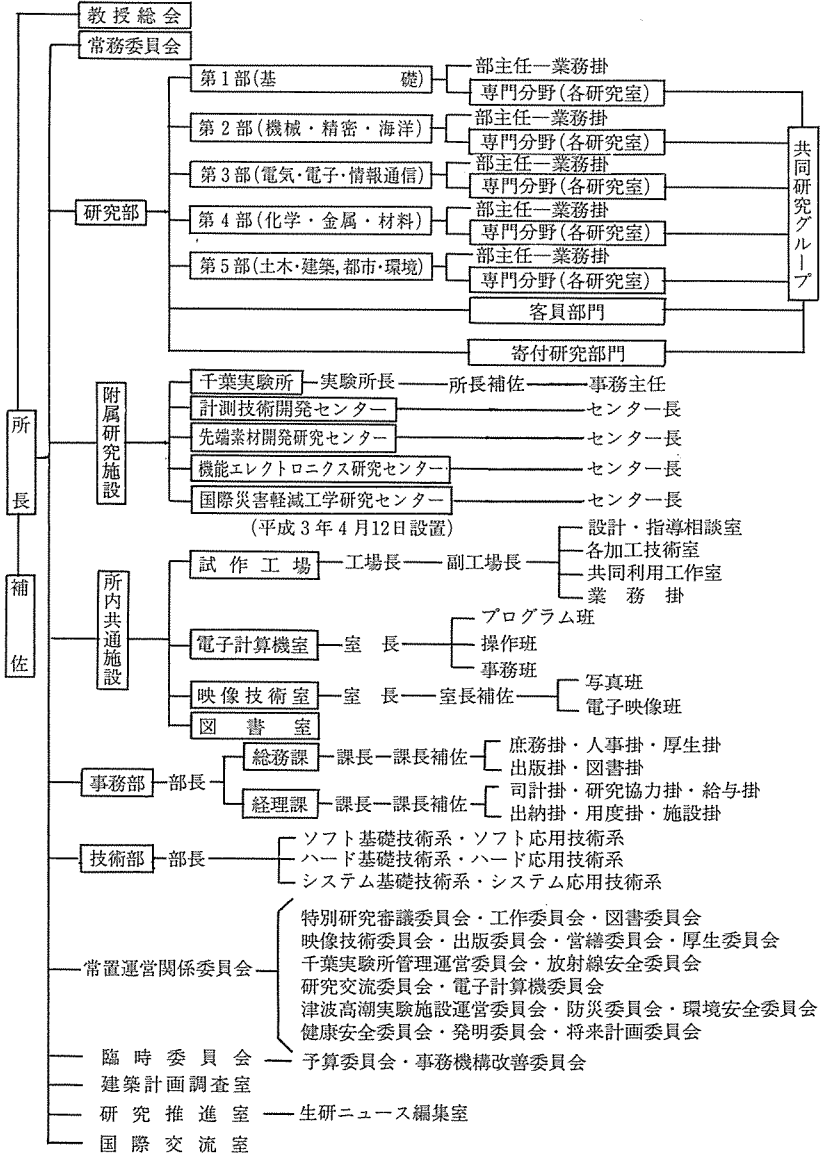 教授総会
常務委員会
研究部
第1部(基礎)
部主任―業務掛
専門分野(各研究室)
第2部(機械・精密・海洋)
部主任―業務掛
専門分野(各研究室)
第3部(電気・電子・情報通信)
部主任―業務掛
専門分野(各研究室)
第4部(化学・金属・材料)
部主任―業務掛
専門分野(各研究室)
第5部(土木・建築,都市・環境)
部主任―業務掛
専門分野(各研究室)
客員部門
寄付研究部門
共同研究グループ
所長
補佐
附属研究施設
千葉実験所 実験所長 所長補佐 事務主任
計測技術開発センター センター長
先端素材開発研究センター センター長
機能エレクトロニクス研究センター センター長
国際災害軽減工学研究センター センター長
(平成3年4月12日設置)
所内共通施設
試作工場 工場長 副工場長
設計・指導相談室
各加工技術室
共同利用工作室
業務掛
電子計算機室 室長
プログラム班
操作班
事務班
映像技術室 室長 室長補佐
写真班
電子映像班
図書室
事務部 部長
総務課 課長 課長補佐
庶務掛・人事掛・厚生掛
出版掛・図書掛
経理課 課長 課長補佐
司計掛・研究協力掛・給与掛
出納掛・用度掛・施設掛
技術部 部長
ソフト基礎技術系・ソフト応用技術系
ハード基礎技術系・ハード応用技術系
システム基礎技術系・システム応用技術系
常置運営関係委員会
特別研究審議委員会・工作委員会・図書委員会
映像技術委員会・出版委員会・営繕委員会・厚生委員会
千葉実験所管理運営委員会・放射線安全委員会
研究交流委員会・電子計算機委員会
津波高潮実験施設運営委員会・防災委員会・環境安全委員会
健康安全委員会・発明委員会・将来計画委員会
臨時委員会 予算委員会・事務機構改善委員会
建築計画調査室
研究推進室 生研ニュース編集室
国際交流室